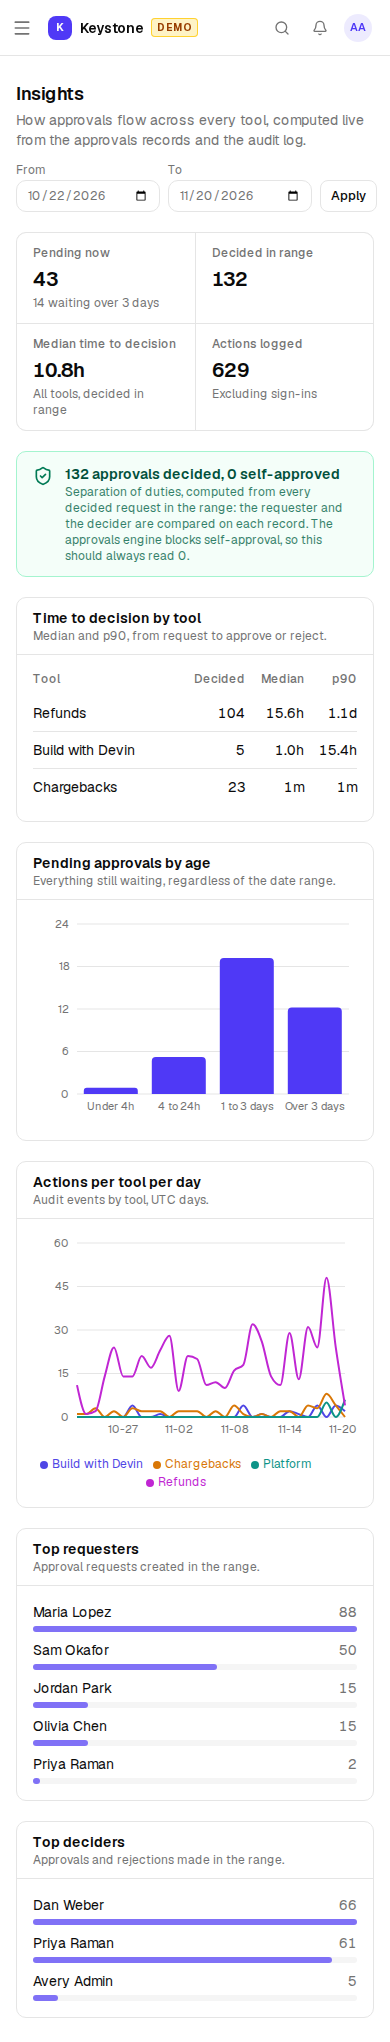 K Keystone DEMO AA
Insights
How approvals flow across every tool, computed live
from the approvals records and the audit log.
From To
10/22/2026 11/20/2026 Apply
Pending now Decided in range
43 132
14 waiting over 3 days
Median time to decision Actions logged
10.8h 629
All tools, decided in Excluding sign-ins
range
132 approvals decided, 0 self-approved
Separation of duties, computed from every
decided request in the range: the requester and
the decider are compared on each record. The
approvals engine blocks self-approval, so this
should always read 0.
Time to decision by tool
Median and p90, from request to approve or reject.
Tool Decided Median p90
Refunds 104 15.6h 1.1d
Build with Devin 5 1.0h 15.4h
Chargebacks 23 1m 1m
Pending approvals by age
Everything still waiting, regardless of the date range.
24
18
12
6
0
Under 4h 4 to 24h 1 to 3 days Over 3 days
Actions per tool per day
Audit events by tool, UTC days.
60
45
30
15
0
10-27 11-02 11-08 11-14 11-20
Build with Devin Chargebacks Platform
Refunds
Top requesters
Approval requests created in the range.
Maria Lopez 88
Sam Okafor 50
Jordan Park 15
Olivia Chen 15
Priya Raman 2
Top deciders
Approvals and rejections made in the range.
Dan Weber 66
Priya Raman 61
Avery Admin 5